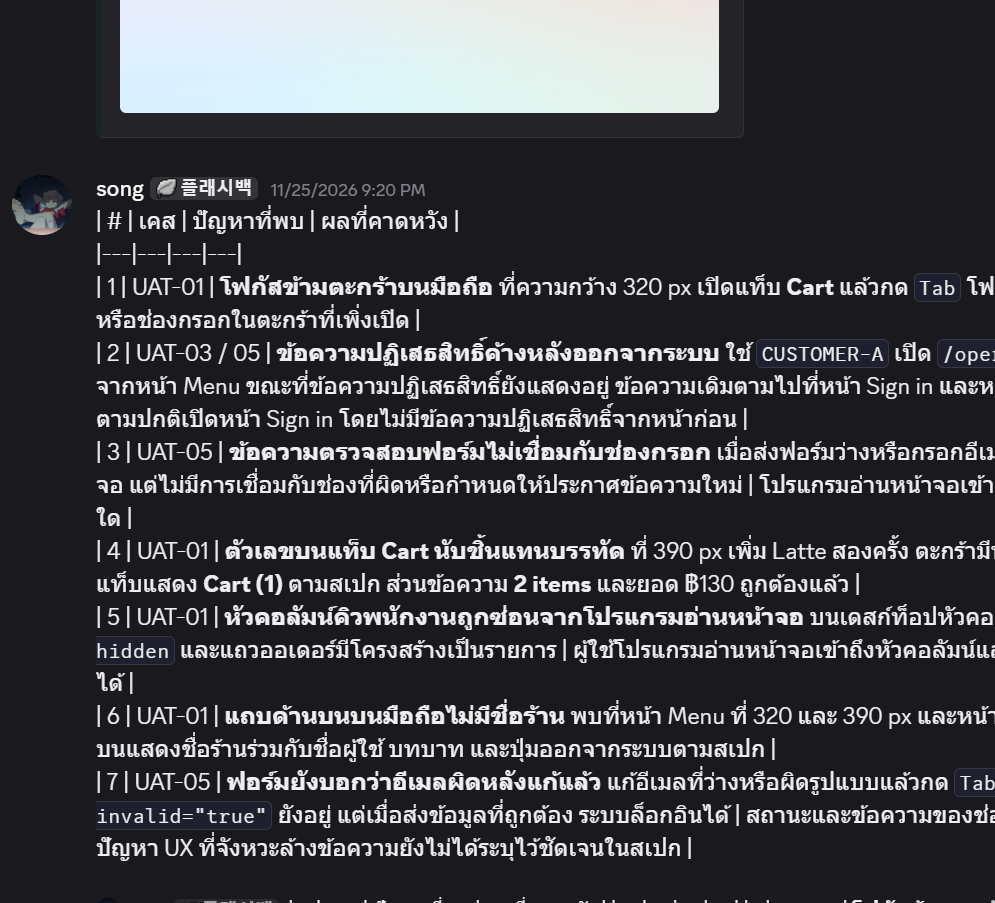 song 플래시백 11/25/2026 9:20 PM
| # | เคส | ปัญหาที่พบ | ผลที่คาดหวัง |
|---|---|---|---|
| 1 | UAT-01 | โฟกัสข้ามตะกร้าบนมือถือ ที่ความกว้าง 320 px เปิดแท็บ Cart แล้วกด Tab
หรือช่องกรอกในตะกร้าที่เพิ่งเปิด |
| 2 | UAT-03 / 05 | ข้อความปฏิเสธสิทธิ์ค้างหลังออกจากระบบ ใช้ CUSTOMER-A เปิด
จากหน้า Menu ขณะที่ข้อความปฏิเสธสิทธิ์ยังแสดงอยู่ ข้อความเดิมตามไปที่หน้า Sign in
ตามปกติเปิดหน้า Sign in โดยไม่มีข้อความปฏิเสธสิทธิ์จากหน้าก่อน |
| 3 | UAT-05 | ข้อความตรวจสอบฟอร์มไม่เชื่อมกับช่องกรอก เมื่อส่งฟอร์มว่างหรือกรอก
จอ แต่ไม่มีการเชื่อมกับช่องที่ผิดหรือกำหนดให้ประกาศข้อความใหม่ | โปรแกรมอ่านหน้าจอเข้า
ใด |
| 4 | UAT-01 | ตัวเลขบนแท็บ Cart นับชิ้นแทนบรรทัด ที่ 390 px เพิ่ม Latte สองครั้ง
แท็บแสดง Cart (1) ตามสเปก ส่วนข้อความ 2 items และยอด ฿130 ถูกต้องแล้ว |
| 5 | UAT-01 | หัวคอลัมน์คิวพนักงานถูกซ่อนจากโปรแกรมอ่านหน้าจอ บนเดสก์ท็อป
hidden และแถวออเดอร์มีโครงสร้างเป็นรายการ | ผู้ใช้โปรแกรมอ่านหน้าจอเข้าถึงหัวคอลัมน์
ได้ |
| 6 | UAT-01 | แถบด้านบนบนมือถือไม่มีชื่อร้าน พบที่หน้า Menu ที่ 320 และ 390 px
บนแสดงชื่อร้านร่วมกับชื่อผู้ใช้ บทบาท และปุ่มออกจากระบบตามสเปก |
| 7 | UAT-05 | ฟอร์มยังบอกว่าอีเมลผิดหลังแก้แล้ว แก้อีเมลที่ว่างหรือผิดรูปแบบแล้วกด Tab
invalid="true" ยังอยู่ แต่เมื่อส่งข้อมูลที่ถูกต้อง ระบบล็อกอินได้ | สถานะและข้อความของ
ปัญหา UX ที่จังหวะล้างข้อความยังไม่ได้ระบุไว้ชัดเจนในสเปก |